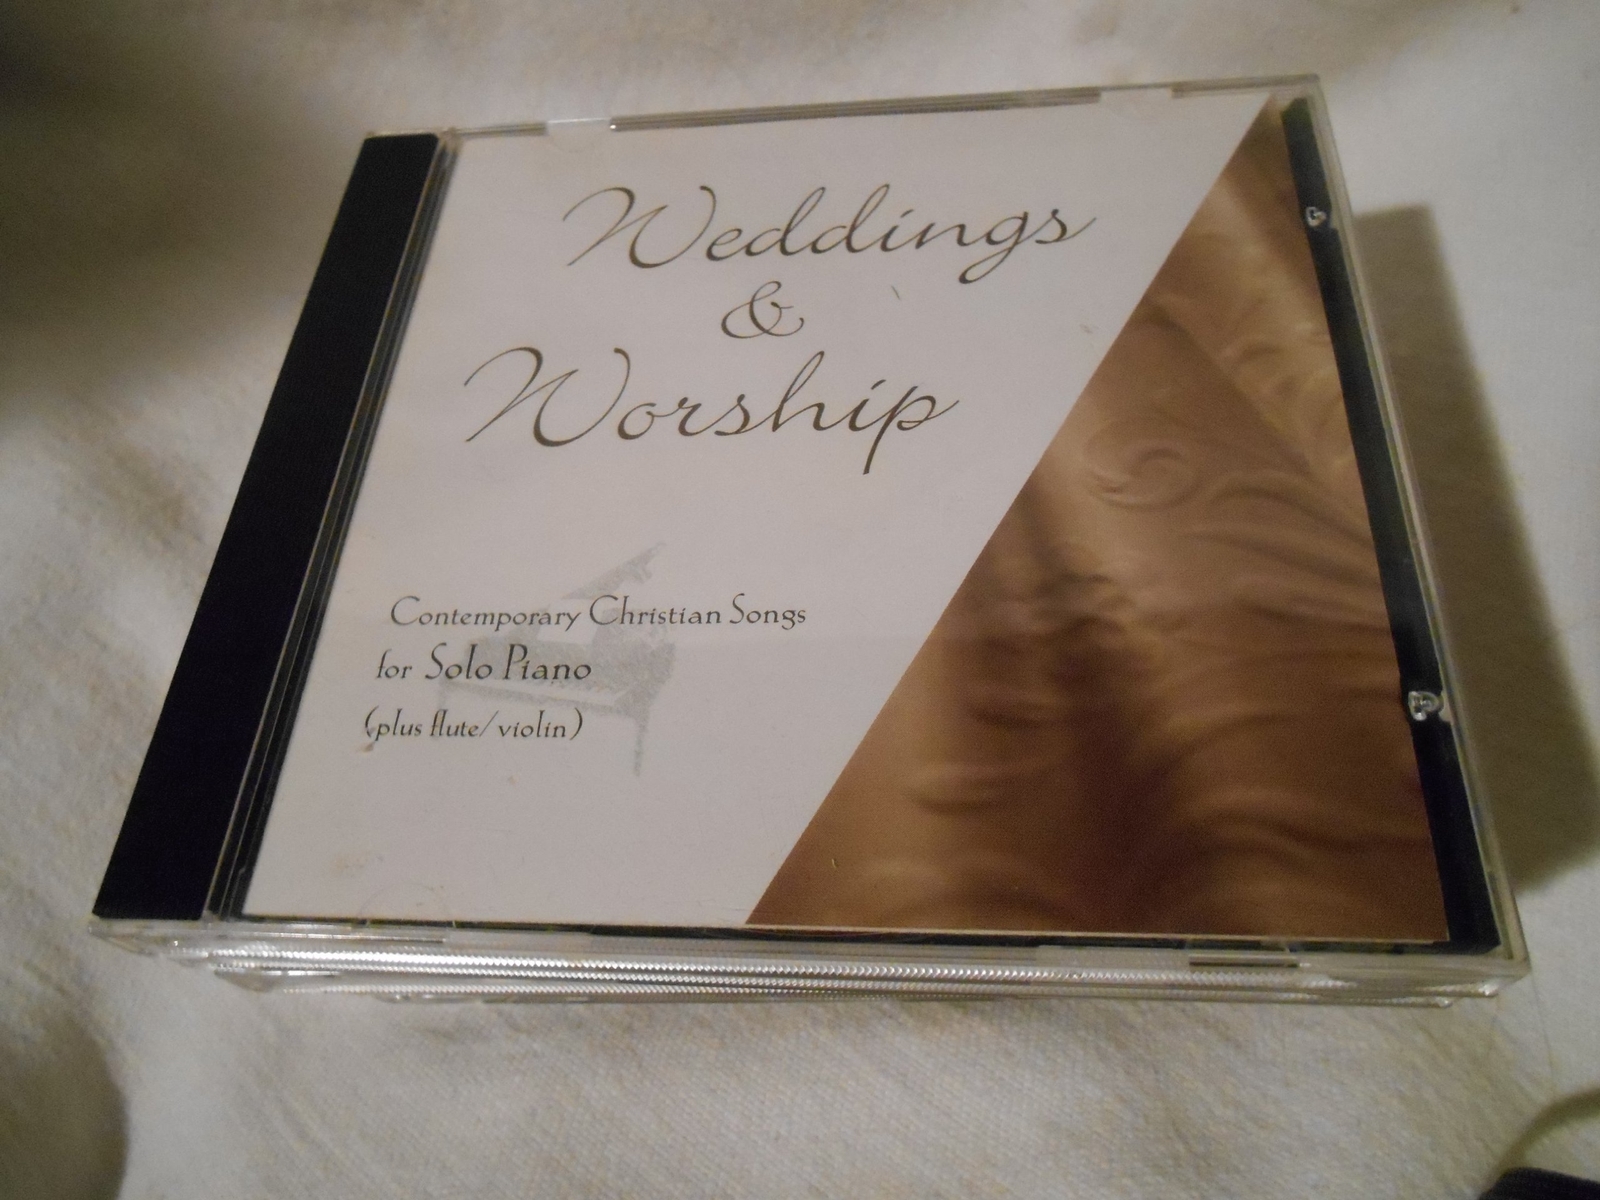 Weddings
&
Worship
Contemporary Christian Songs
for Solo Piano
(plus flute/violin)